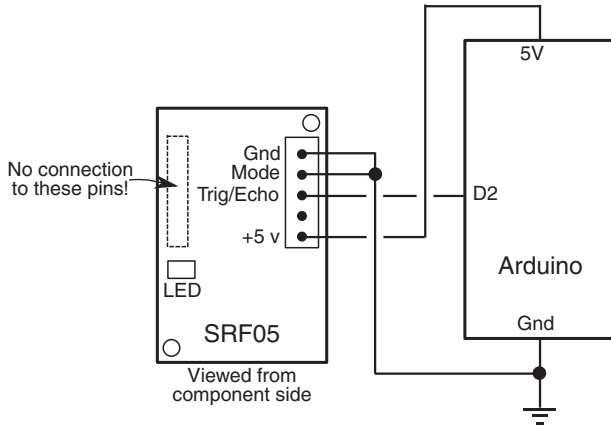 5V
No connection
to these pins!
Gnd
Mode
Trig/Echo
+5 v
D2
LED
Arduino
Gnd
SRF05
Viewed from
component side